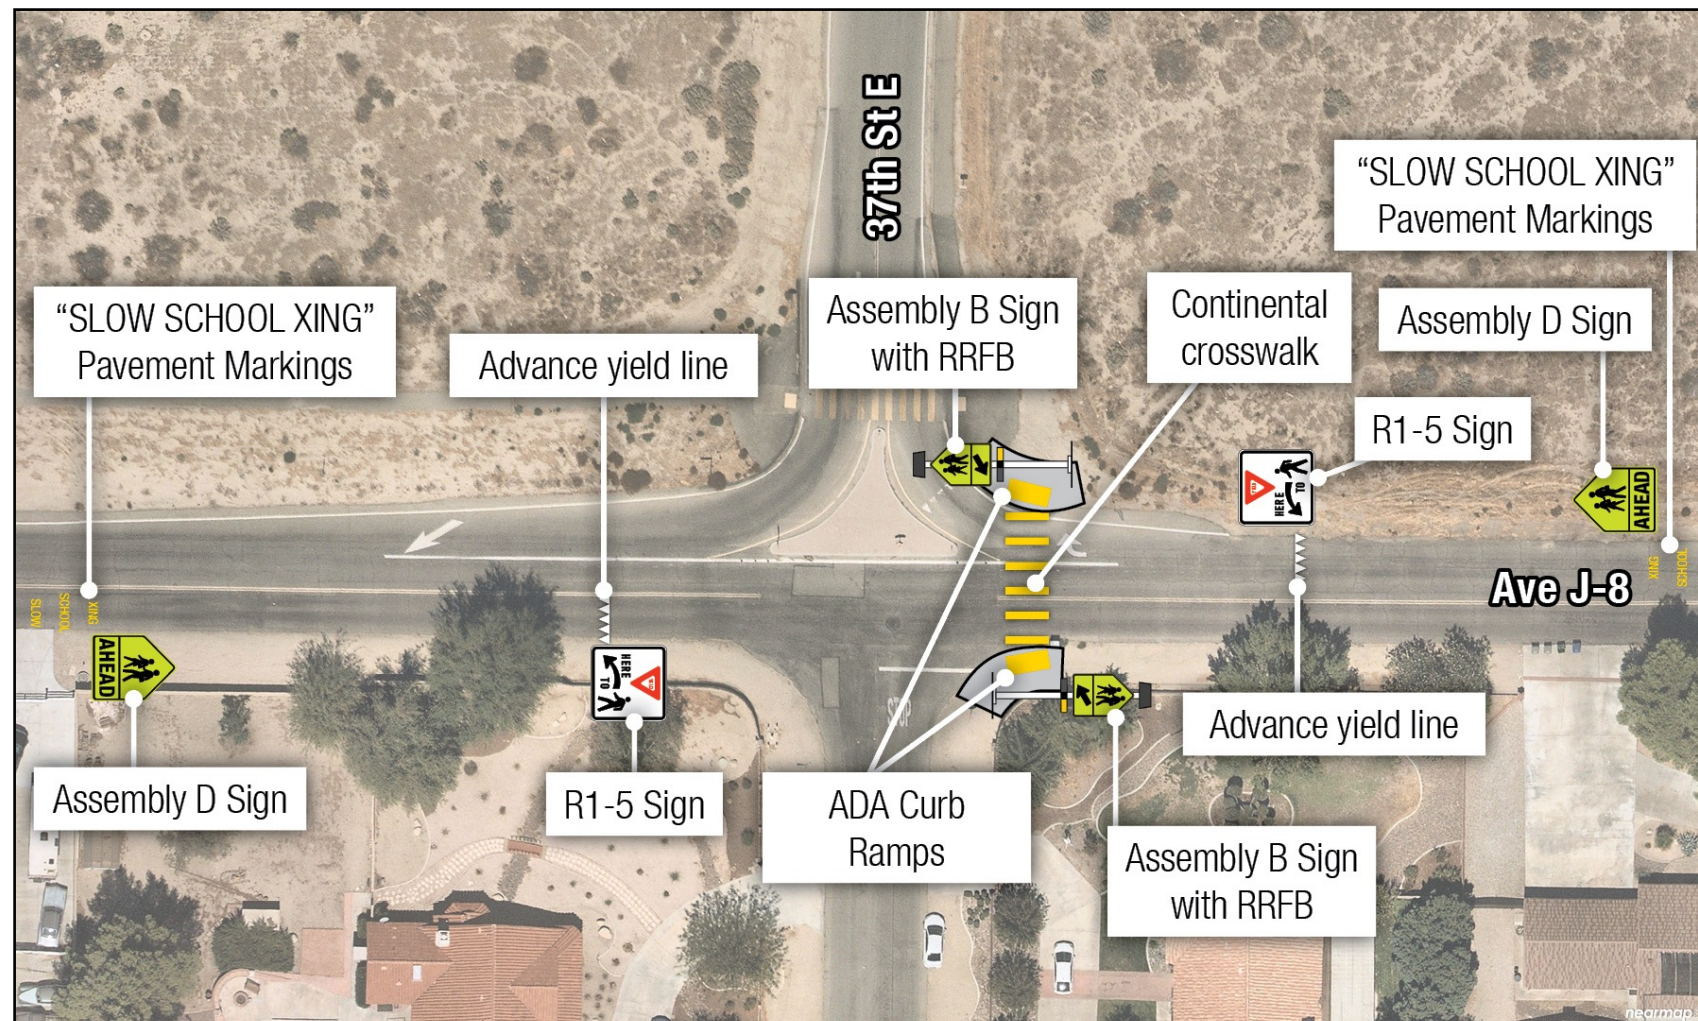 37th St E
“SLOW SCHOOL XING”
Pavement Markings
“SLOW SCHOOL XING”
Pavement Markings
Advance yield line
Assembly B Sign
with RRFB
Continental
crosswalk
Assembly D Sign
R1-5 Sign
HERE
TO
AHEAD
SCHOOL
XING
Ave J-8
SLOW
SCHOOL
XING
AHEAD
HERE
TO
STOP
Advance yield line
Assembly D Sign
R1-5 Sign
ADA Curb
Ramps
Assembly B Sign
with RRFB
nearmap